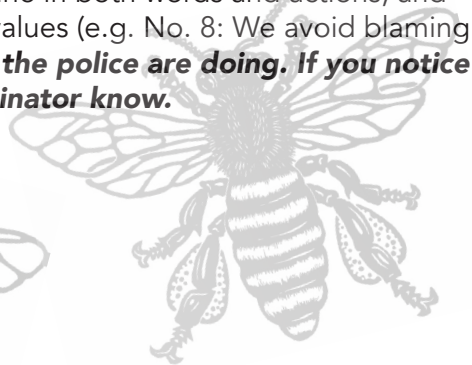 in both words and actions, and
values (e.g. No. 8: We avoid blaming
the police are doing. If you notice
inator know.